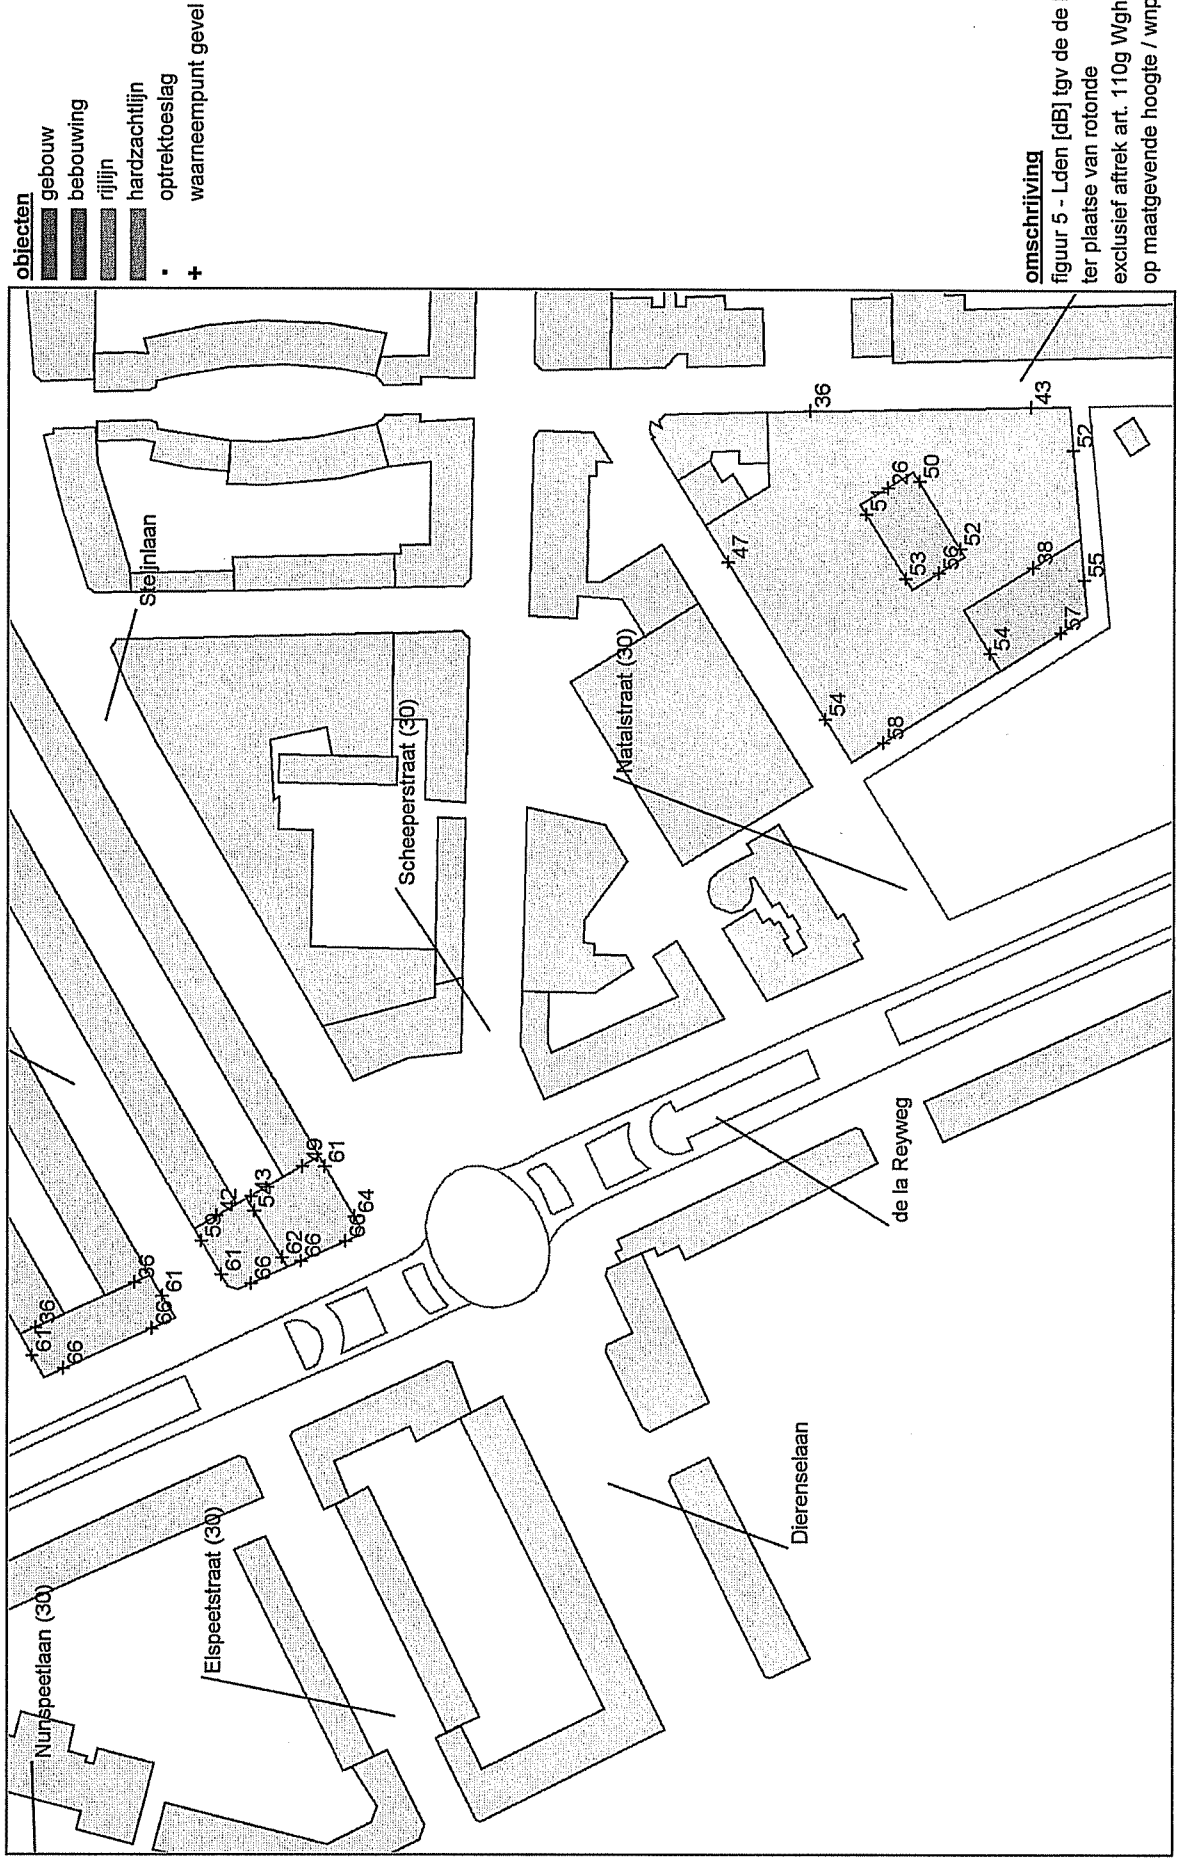 objecten
gebouw
bebouwing
rijlijn
hardzachtlijn
optrektoeslag
waarneempunt gevel
omschrijving
figuur 5 - Lden [dB] tgv de de
ter plaatse van rotonde
exclusief aftrek art. 110g Wgh
op maatgevende hoogte / wnp
Nunspeetlaan (30)
Elspeetstraat (30)
Dierenselaan
de la Reyweg
Scheeperstraat (30)
Steijnlaan
Natalstraat (30)
61
36
66
66
61
36
59
42
61
66
54
43
62
66
49
61
66
64
47
54
58
36
43
52
51
26
50
53
56
52
54
38
57
55